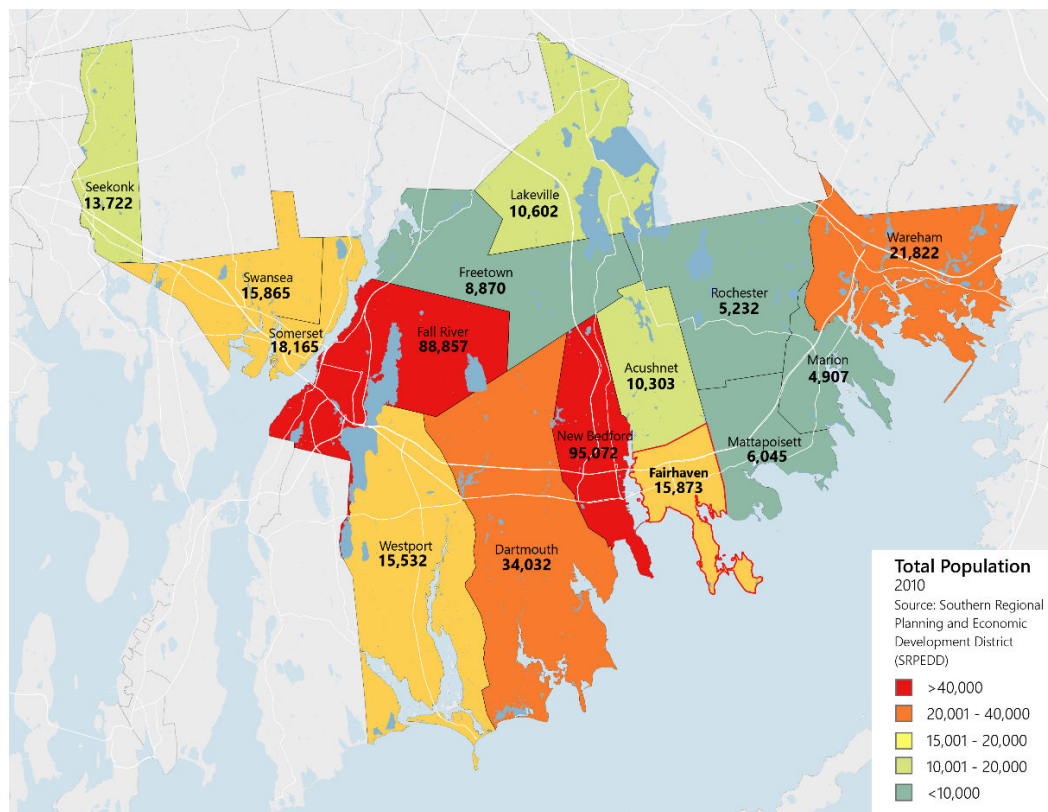 Seekonk
13,722
Lakeville
10,602
Wareham
21,822
Swansea
15,865
Freetown
8,870
Rochester
5,232
Somerset
18,165
Fall River
88,857
Acushnet
10,303
Marion
4,907
New Bedford
95,072
Mattapoisett
6,045
Fairhaven
15,873
Westport
15,532
Dartmouth
34,032
Total Population
2010
Source: Southern Regional
Planning and Economic
Development District
(SRPEDD)
>40,000
20,001 - 40,000
15,001 - 20,000
10,001 - 20,000
<10,000